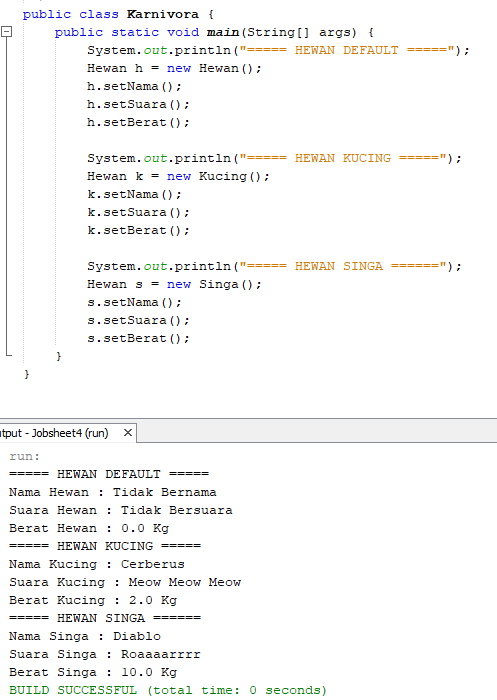 public class Karnivora {
    public static void main(String[] args) {
        System.out.println("===== HEWAN DEFAULT =====");
        Hewan h = new Hewan();
        h.setNama();
        h.setSuara();
        h.setBerat();

        System.out.println("===== HEWAN KUCING =====");
        Hewan k = new Kucing();
        k.setNama();
        k.setSuara();
        k.setBerat();

        System.out.println("===== HEWAN SINGA ======");
        Hewan s = new Singa();
        s.setNama();
        s.setSuara();
        s.setBerat();
    }
}
tput - Jobsheet4 (run) ×
run:
===== HEWAN DEFAULT =====
Nama Hewan : Tidak Bernama
Suara Hewan : Tidak Bersuara
Berat Hewan : 0.0 Kg
===== HEWAN KUCING =====
Nama Kucing : Cerberus
Suara Kucing : Meow Meow Meow
Berat Kucing : 2.0 Kg
===== HEWAN SINGA ======
Nama Singa : Diablo
Suara Singa : Roaaaarrrr
Berat Singa : 10.0 Kg
BUILD SUCCESSFUL (total time: 0 seconds)